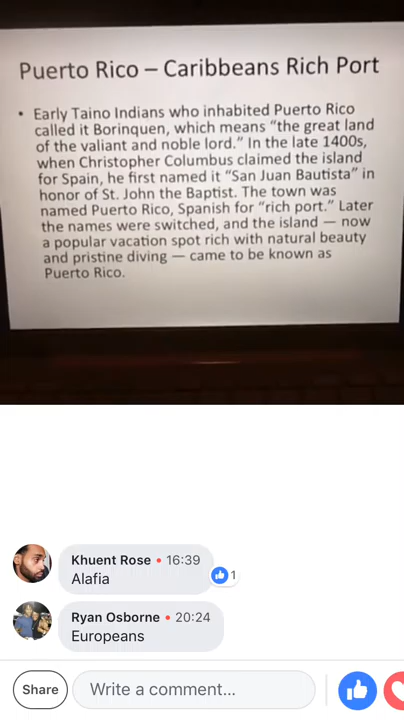 Puerto Rico – Caribbeans Rich Port
• Early Taino Indians who inhabited Puerto Rico
called it Borinquen, which means “the great land
of the valiant and noble lord.” In the late 1400s,
when Christopher Columbus claimed the island
for Spain, he first named it “San Juan Bautista” in
honor of St. John the Baptist. The town was
named Puerto Rico, Spanish for “rich port.” Later
the names were switched, and the island — now
a popular vacation spot rich with natural beauty
and pristine diving — came to be known as
Puerto Rico.
Khuent Rose • 16:39
Alafia
1
Ryan Osborne • 20:24
Europeans
Share Write a comment...